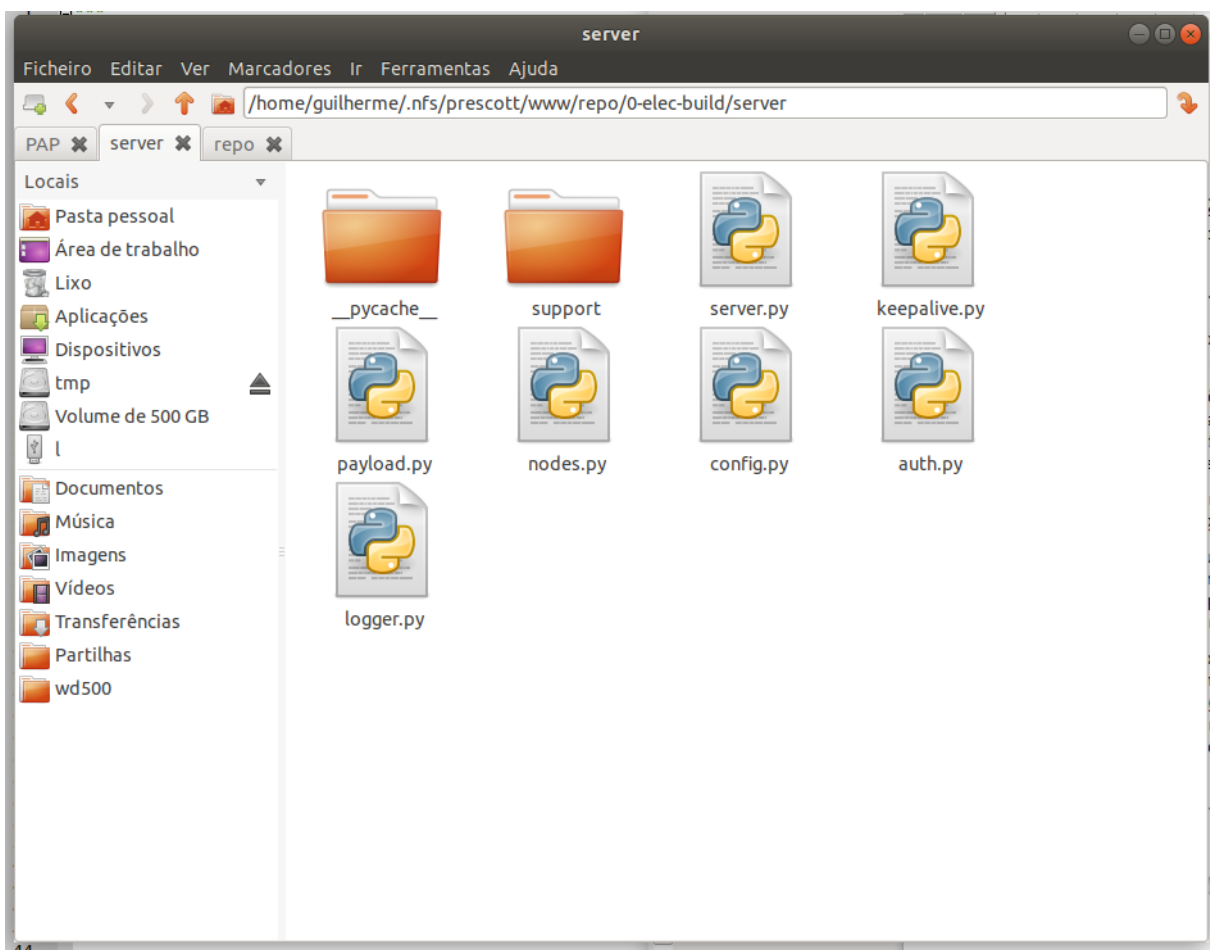 server
Ficheiro Editar Ver Marcadores Ir Ferramentas Ajuda
/home/guilherme/.nfs/prescott/www/repo/0-elec-build/server
PAP server repo
Locais
Pasta pessoal
Área de trabalho
Lixo
Aplicações
Dispositivos
tmp
Volume de 500 GB
l
Documentos
Música
Imagens
Vídeos
Transferências
Partilhas
wd500
__pycache__ support server.py keepalive.py
payload.py nodes.py config.py auth.py
logger.py